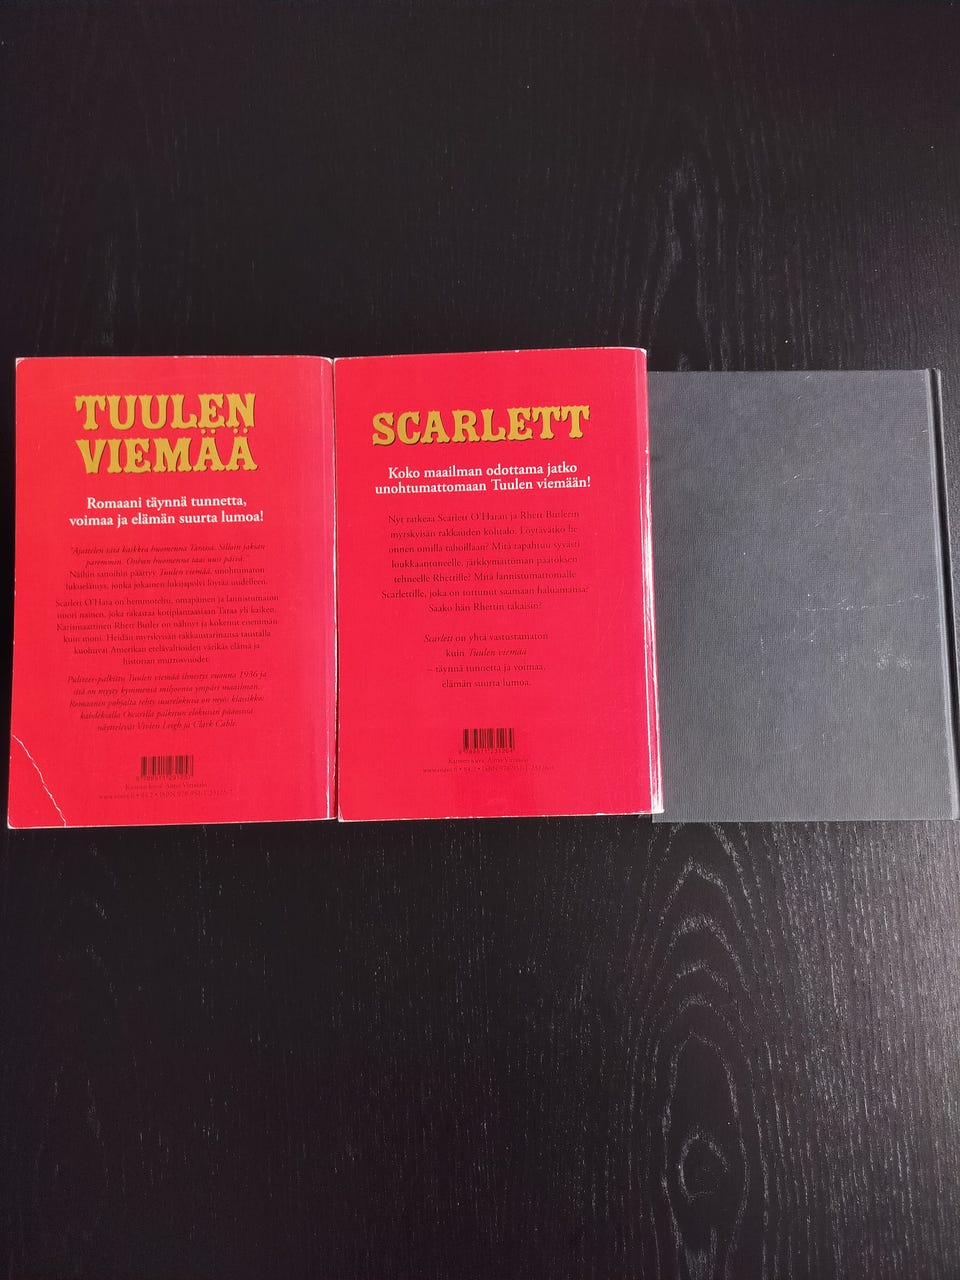 TUULEN
VIEMÄÄ
Romaani täynnä tunnetta,
voimaa ja elämän suurta lumoa!
"Ajattelen sitä kaikkea huomenna Tarassa. Silloin jaksan
paremmin. Onhan huomenna taas uusi päivä."
Näihin sanoihin päättyy Tuulen viemää, unohtumaton
lukuelämys, jonka jokainen lukijapolvi löytää uudelleen.
Scarlett O'Hara on hemmoteltu, omapäinen ja lannistumaton
nuori nainen, joka rakastaa kotiplantaasiaan Taraa yli kaiken.
Karismaattinen Rhett Butler on nähnyt ja kokenut enemmän
kuin moni. Heidän myrskyisän rakkaustarinansa taustalla
kuohuvat Amerikan etelävaltioiden värikäs elämä ja
historian murrosvuodet.
Pulitzer-palkittu Tuulen viemää ilmestyi vuonna 1936 ja
sitä on myyty kymmeniä miljoonia ympäri maailman.
Romaanin pohjalta tehty suurelokuva on myös klassikko:
kahdeksalla Oscarilla palkitun elokuvan pääosissa
näyttelevät Vivien Leigh ja Clark Gable.
SCARLETT
Koko maailman odottama jatko
unohtumattomaan Tuulen viemään!
Nyt ratkeaa Scarlett O'Haran ja Rhett Butlerin
myrskyisän rakkauden kohtalo. Löytävätkö he
onnen omilla tahoillaan? Mitä tapahtuu syvästi
loukkaantuneelle, järkkymättömän päätöksen
tehneelle Rhettille? Mitä lannistumattomalle
Scarlettille, joka on tottunut saamaan haluamansa?
Saako hän Rhettin takaisin?
Scarlett on yhtä vastustamaton
kuin Tuulen viemää
– täynnä tunnetta ja voimaa,
elämän suurta lumoa.